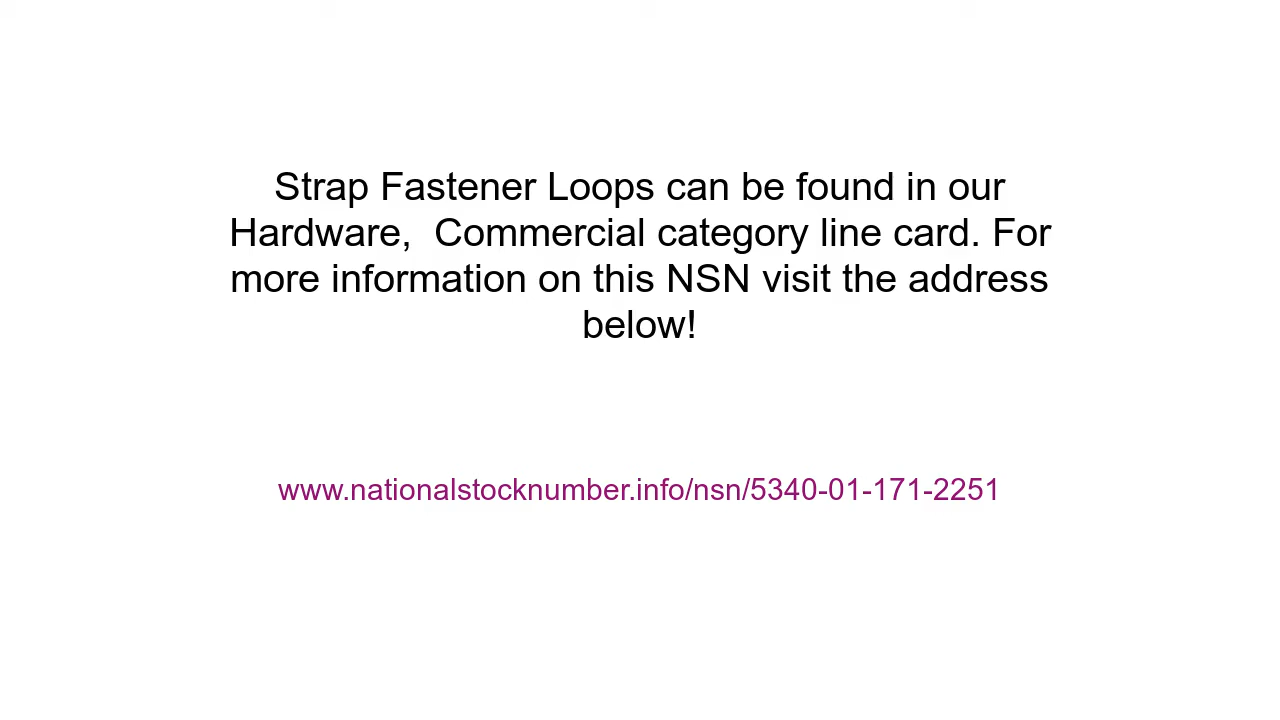 Strap Fastener Loops can be found in our
Hardware,  Commercial category line card. For
more information on this NSN visit the address
below!
www.nationalstocknumber.info/nsn/5340-01-171-2251